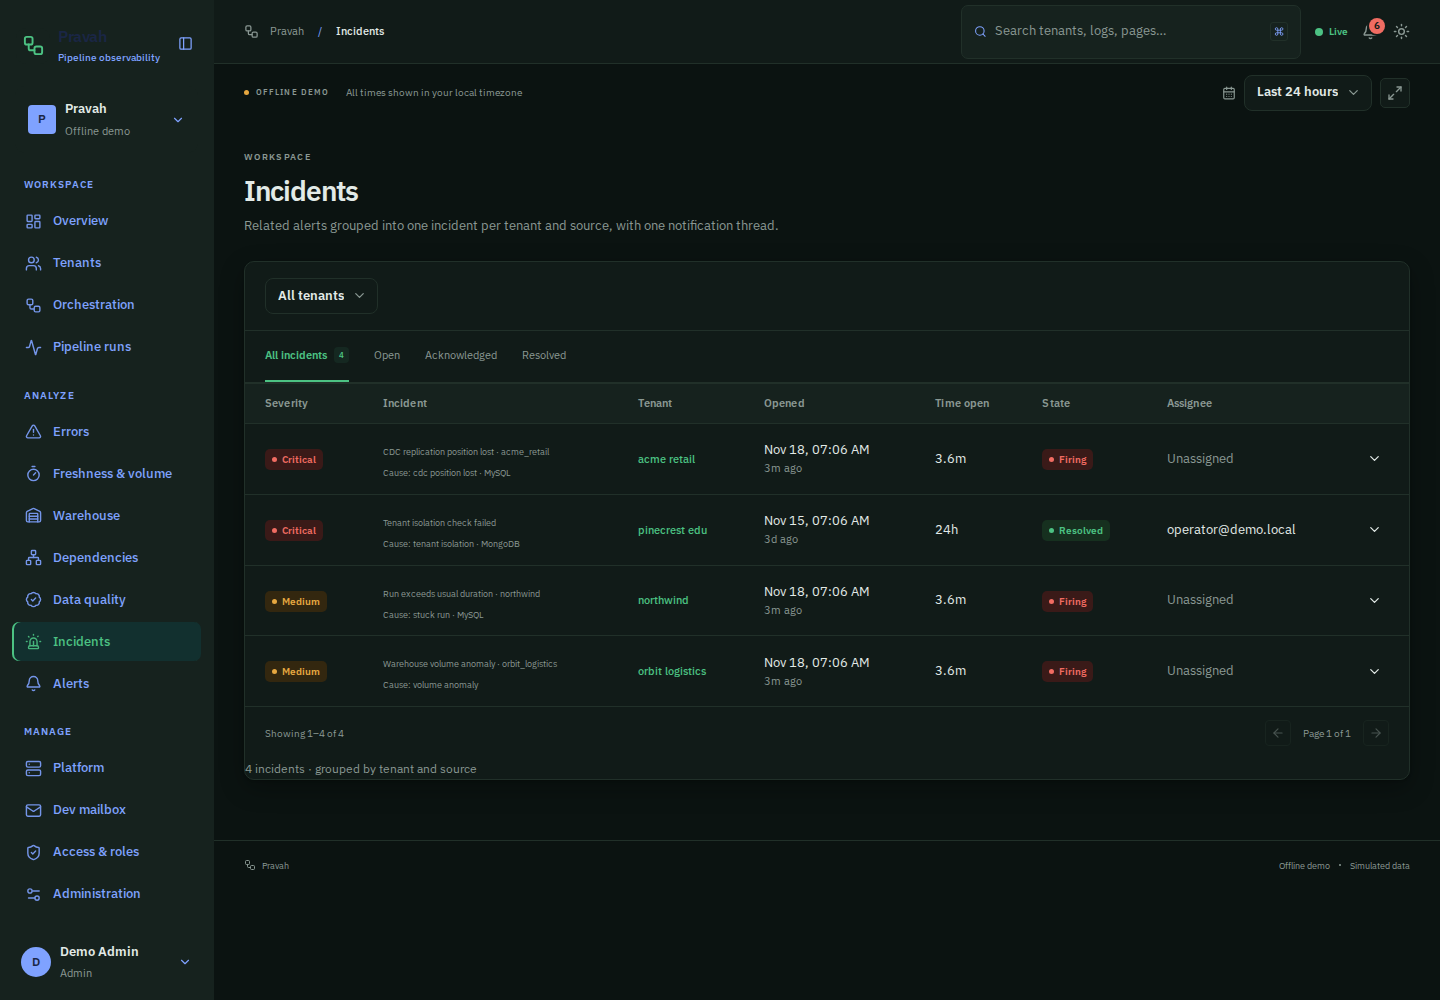 Pravah
Pipeline observability
P
Pravah
Offline demo
WORKSPACE
Overview
Tenants
Orchestration
Pipeline runs
ANALYZE
Errors
Freshness & volume
Warehouse
Dependencies
Data quality
Incidents
Alerts
MANAGE
Platform
Dev mailbox
Access & roles
Administration
D
Demo Admin
Admin
Pravah / Incidents
Search tenants, logs, pages...
⌘
Live
6
OFFLINE DEMO All times shown in your local timezone
Last 24 hours
WORKSPACE
Incidents
Related alerts grouped into one incident per tenant and source, with one notification thread.
All tenants
All incidents 4 Open Acknowledged Resolved
Severity Incident Tenant Opened Time open State Assignee
Critical CDC replication position lost · acme_retail acme retail Nov 18, 07:06 AM 3.6m Firing Unassigned
Cause: cdc position lost · MySQL 3m ago
Critical Tenant isolation check failed pinecrest edu Nov 15, 07:06 AM 24h Resolved operator@demo.local
Cause: tenant isolation · MongoDB 3d ago
Medium Run exceeds usual duration · northwind northwind Nov 18, 07:06 AM 3.6m Firing Unassigned
Cause: stuck run · MySQL 3m ago
Medium Warehouse volume anomaly · orbit_logistics orbit logistics Nov 18, 07:06 AM 3.6m Firing Unassigned
Cause: volume anomaly 3m ago
Showing 1–4 of 4
Page 1 of 1
4 incidents · grouped by tenant and source
Pravah
Offline demo • Simulated data